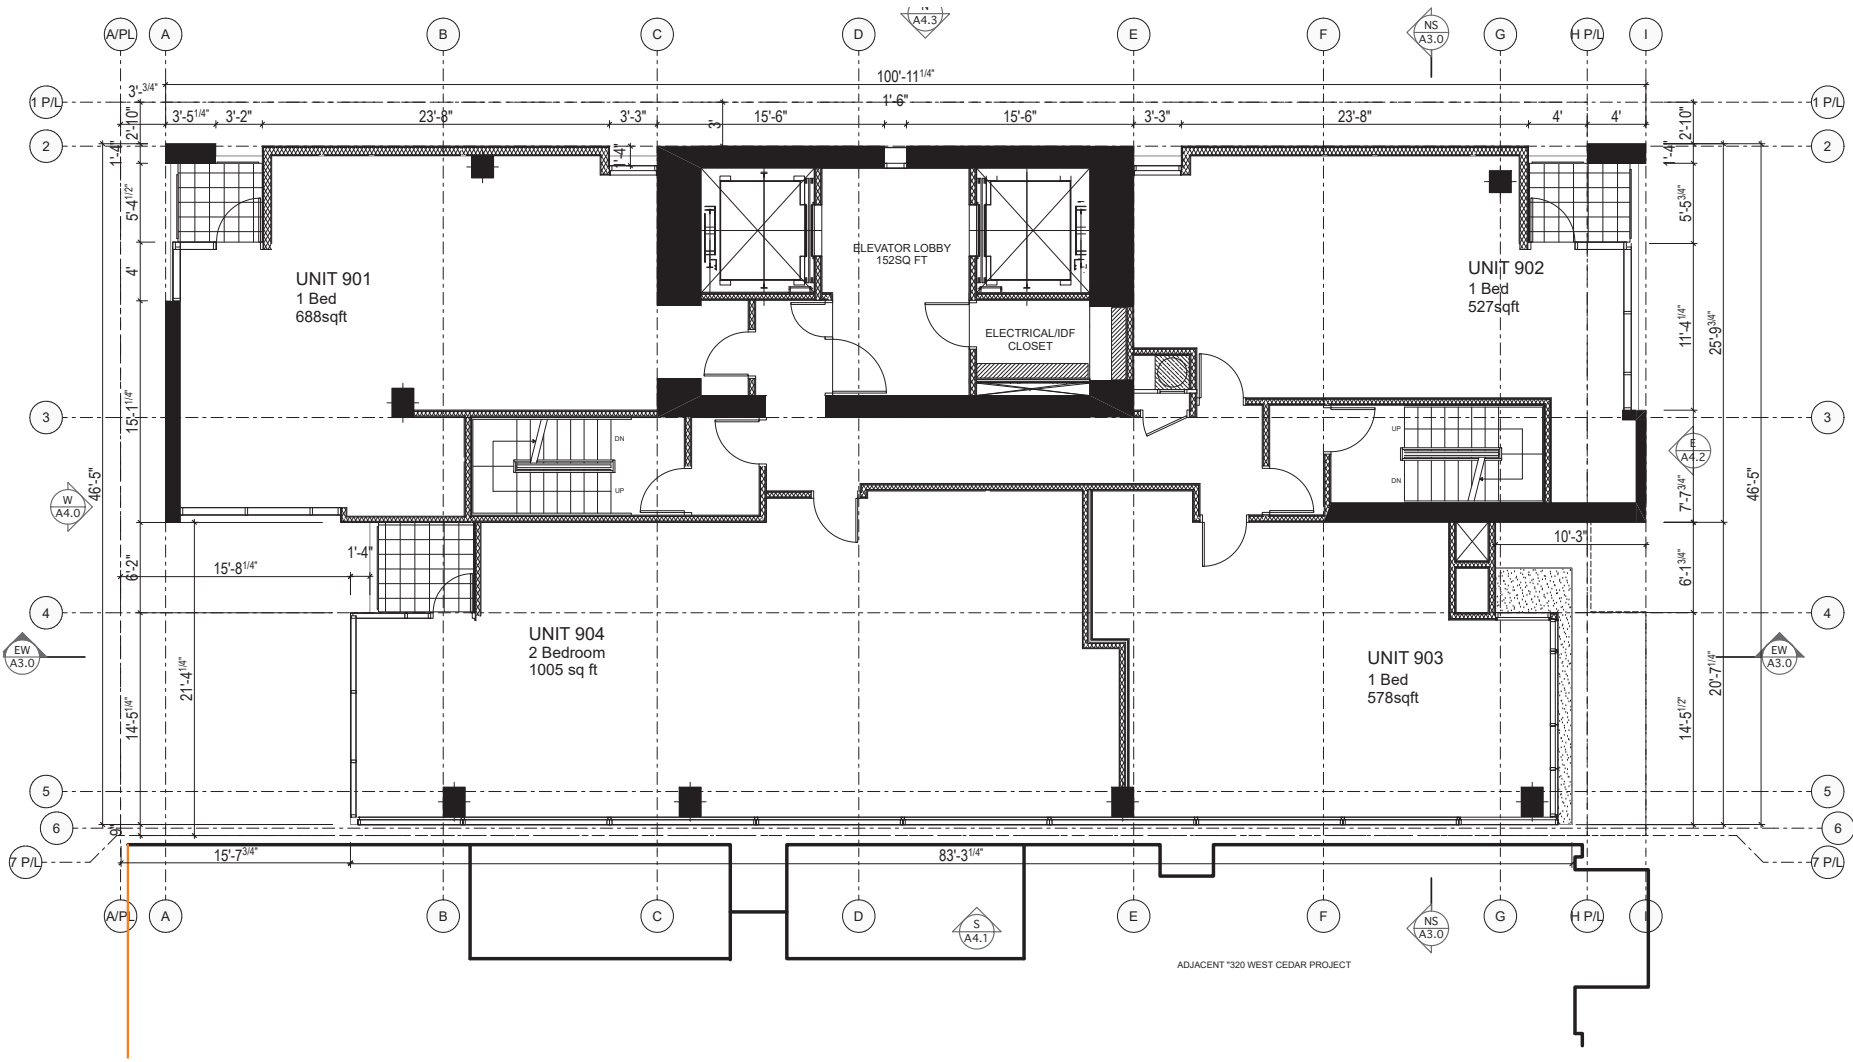 N
A4.3
A/PL
A
B
C
D
E
F
NS
A3.0
G
H P/L
I
100'-11 1/4"
3'-3/4"
1 P/L
1'-6"
1 P/L
3'-5 1/4"
3'-2"
23'-8"
3'-3"
3'
15'-6"
15'-6"
3'-3"
23'-8"
4'
4'
2'-10"
2'-10"
2
1'-4"
1'-4"
1'-4"
2
5'-4 1/2"
5'-5 3/4"
ELEVATOR LOBBY
152SQ FT
UNIT 901
1 Bed
688sqft
UNIT 902
1 Bed
527sqft
4'
ELECTRICAL/IDF
CLOSET
11'-4 1/4"
25'-9 3/4"
15'-1 1/4"
3
3
DN
UP
UP
DN
E
A4.2
W
A4.0
46'-5"
46'-5"
7'-7 3/4"
10'-3"
1'-4"
15'-8 1/4"
6'-2"
6'-1 3/4"
4
4
UNIT 904
2 Bedroom
1005 sq ft
UNIT 903
1 Bed
578sqft
EW
A3.0
EW
A3.0
21'-4 1/4"
20'-7 1/4"
14'-5 1/4"
14'-5 1/2"
5
5
6
9"
6
7 P/L
15'-7 3/4"
83'-3 1/4"
7 P/L
A/PL
A
B
C
D
S
A4.1
E
F
NS
A3.0
G
H P/L
I
ADJACENT "320 WEST CEDAR PROJECT